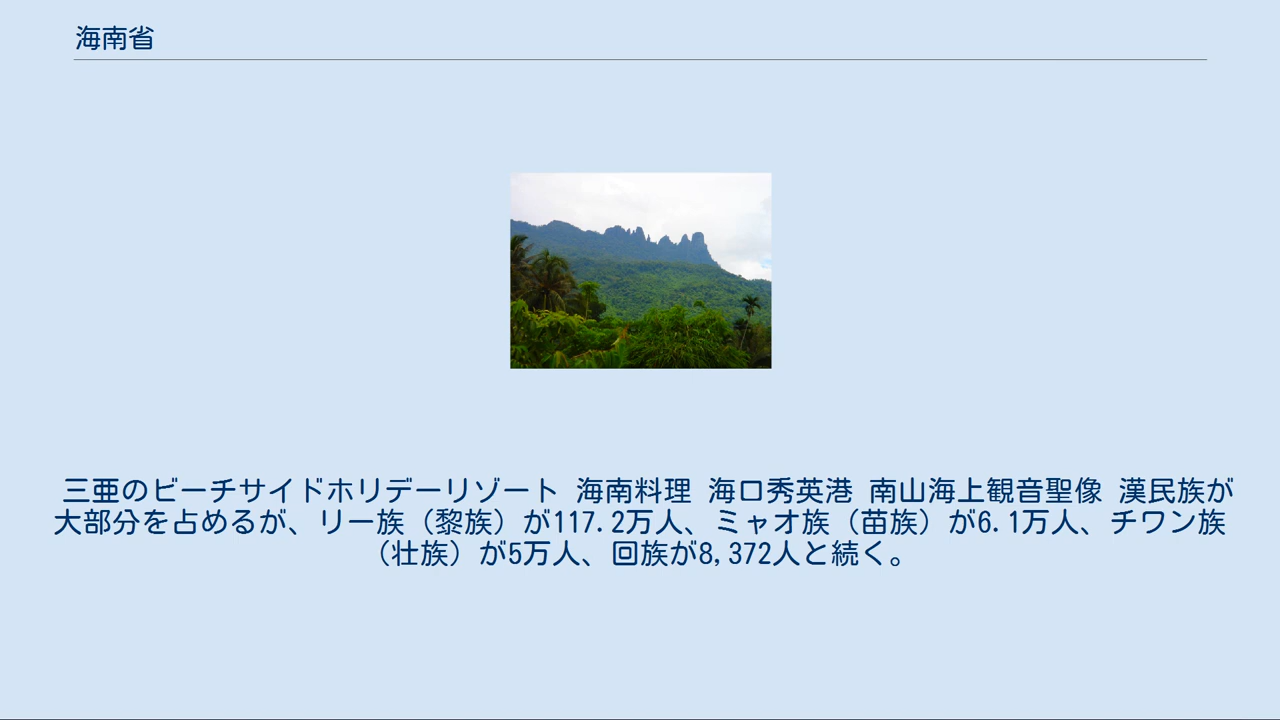 海南省
三亜のビーチサイドホリデーリゾート 海南料理 海口秀英港 南山海上観音聖像 漢民族が
大部分を占めるが、リー族（黎族）が117.2万人、ミャオ族（苗族）が6.1万人、チワン族
（壮族）が5万人、回族が8,372人と続く。